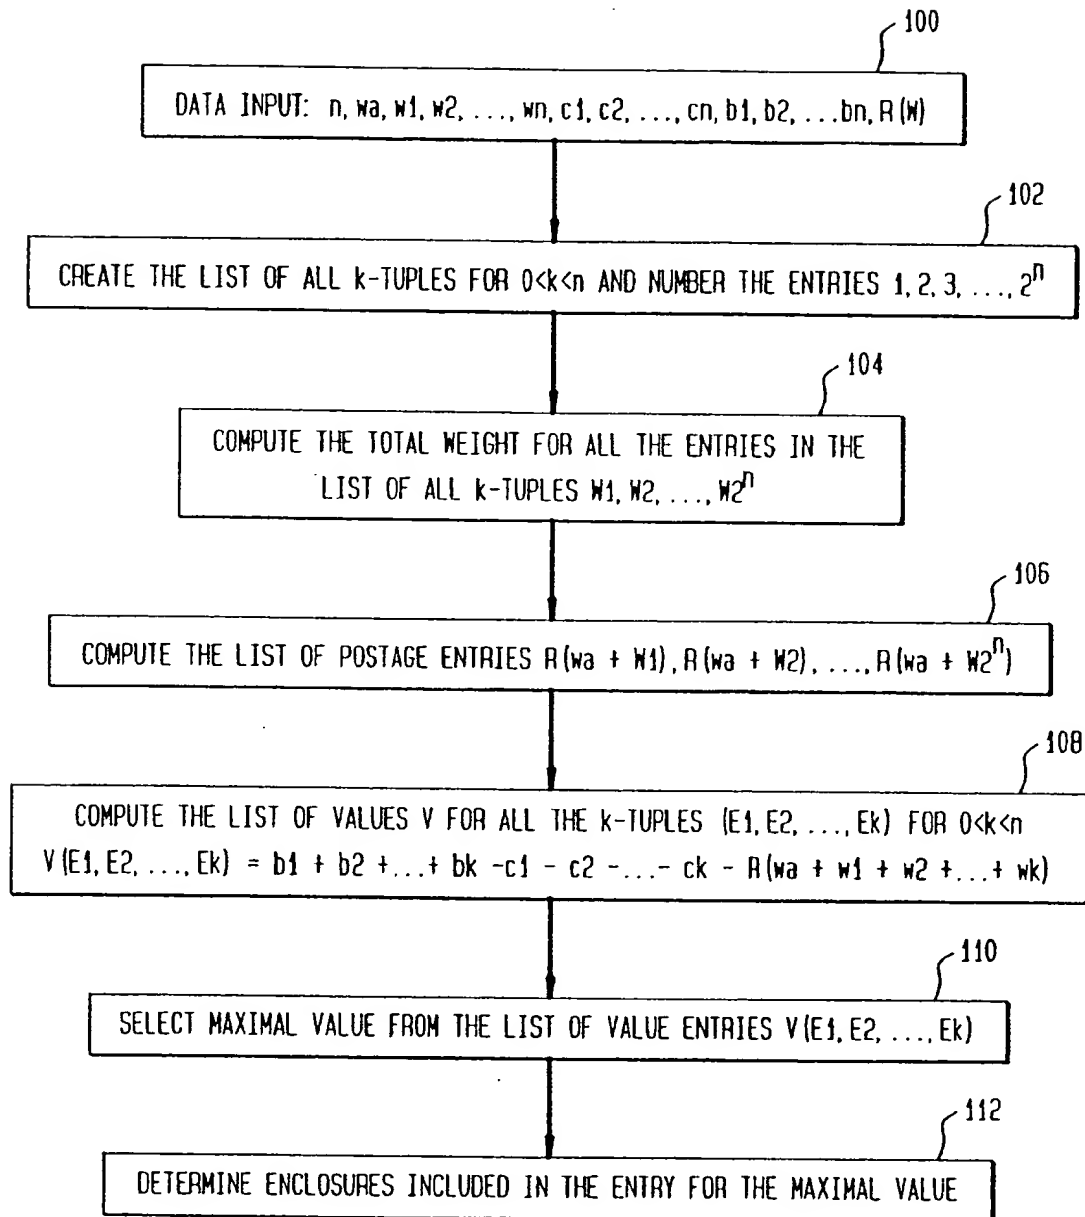 100
DATA INPUT: n, wa, w1, w2, ..., wn, c1, c2, ..., cn, b1, b2, ...bn, R(W)
102
CREATE THE LIST OF ALL k-TUPLES FOR 0<k<n AND NUMBER THE ENTRIES 1, 2, 3, ..., 2^n
104
COMPUTE THE TOTAL WEIGHT FOR ALL THE ENTRIES IN THE
LIST OF ALL k-TUPLES W1, W2, ..., W2^n
106
COMPUTE THE LIST OF POSTAGE ENTRIES R(wa + W1), R(wa + W2), ..., R(wa + W2^n)
108
COMPUTE THE LIST OF VALUES V FOR ALL THE k-TUPLES (E1, E2, ..., Ek) FOR 0<k<n
V(E1, E2, ..., Ek) = b1 + b2 +...+ bk -c1 - c2 -...- ck - R(wa + w1 + w2 +...+ wk)
110
SELECT MAXIMAL VALUE FROM THE LIST OF VALUE ENTRIES V(E1, E2, ..., Ek)
112
DETERMINE ENCLOSURES INCLUDED IN THE ENTRY FOR THE MAXIMAL VALUE